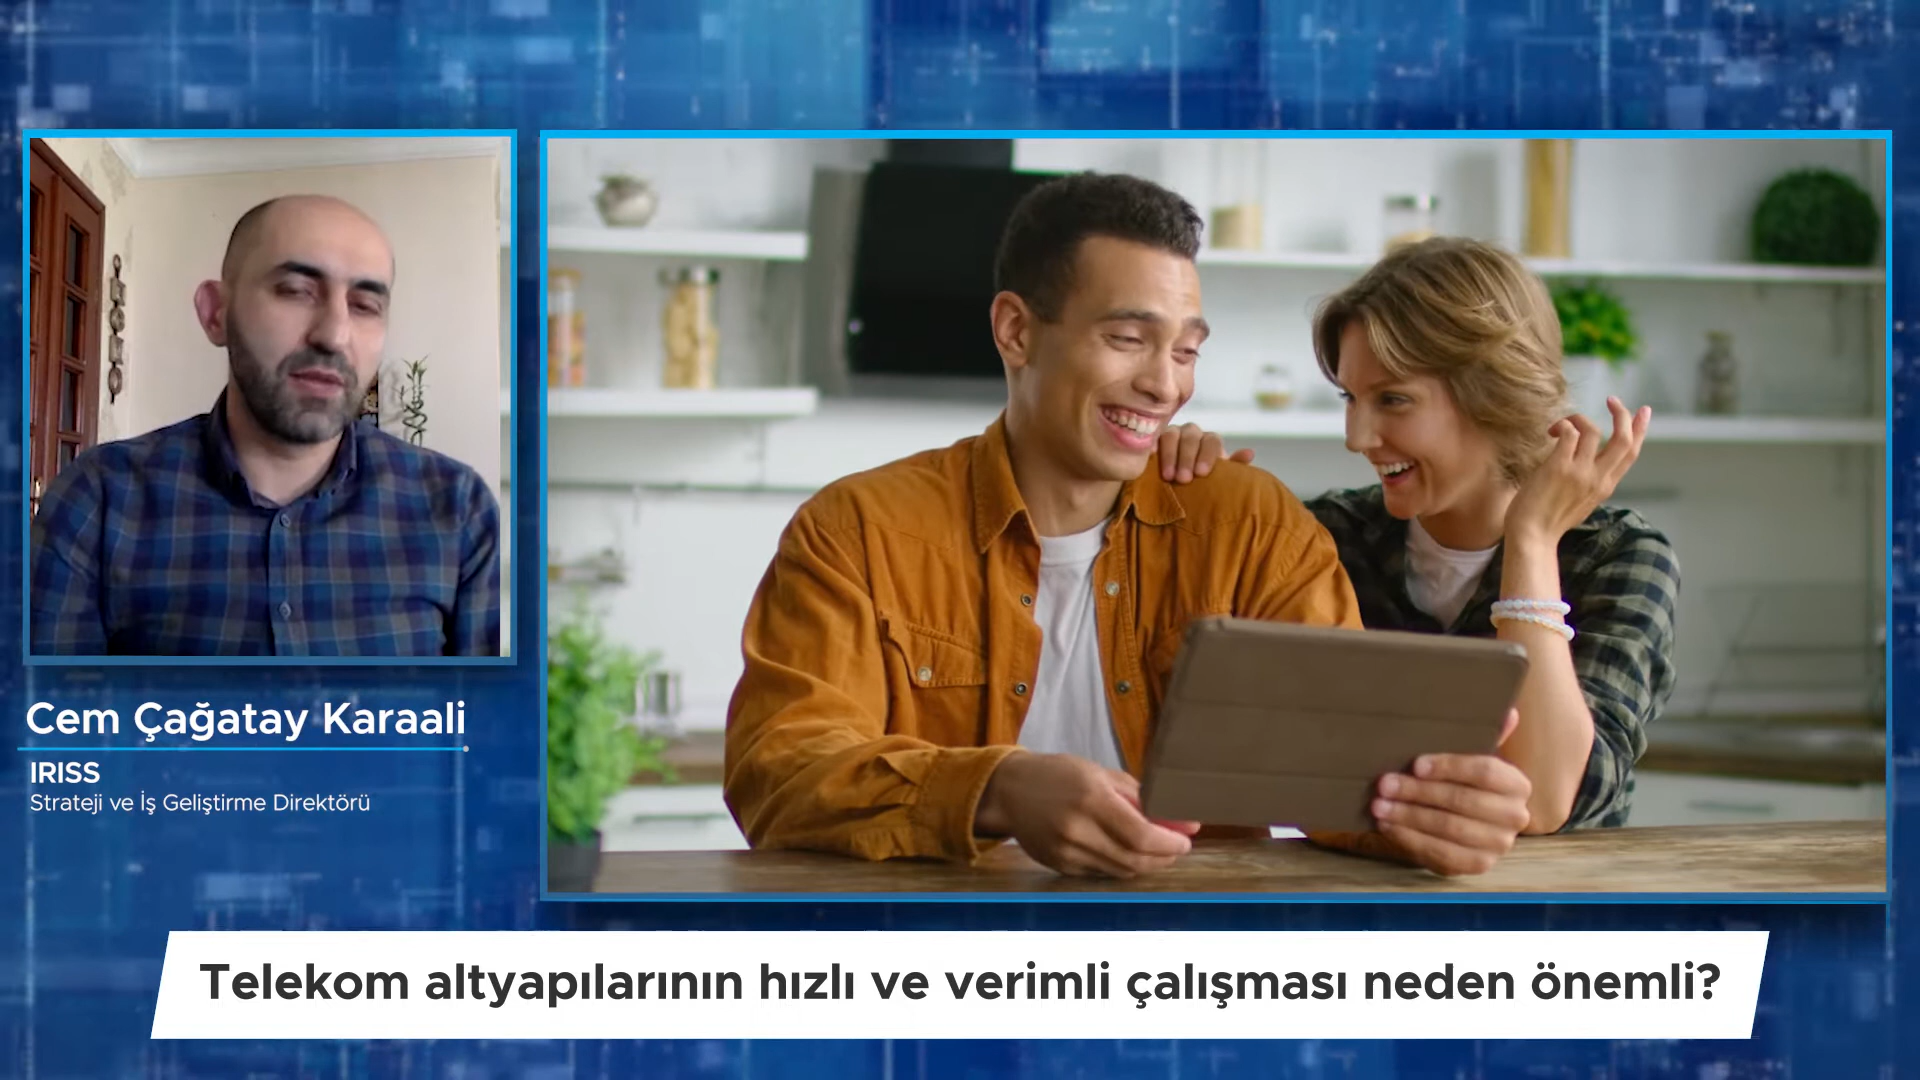 Cem Çağatay Karaali
IRISS
Strateji ve İş Geliştirme Direktörü
Telekom altyapılarının hızlı ve verimli çalışması neden önemli?